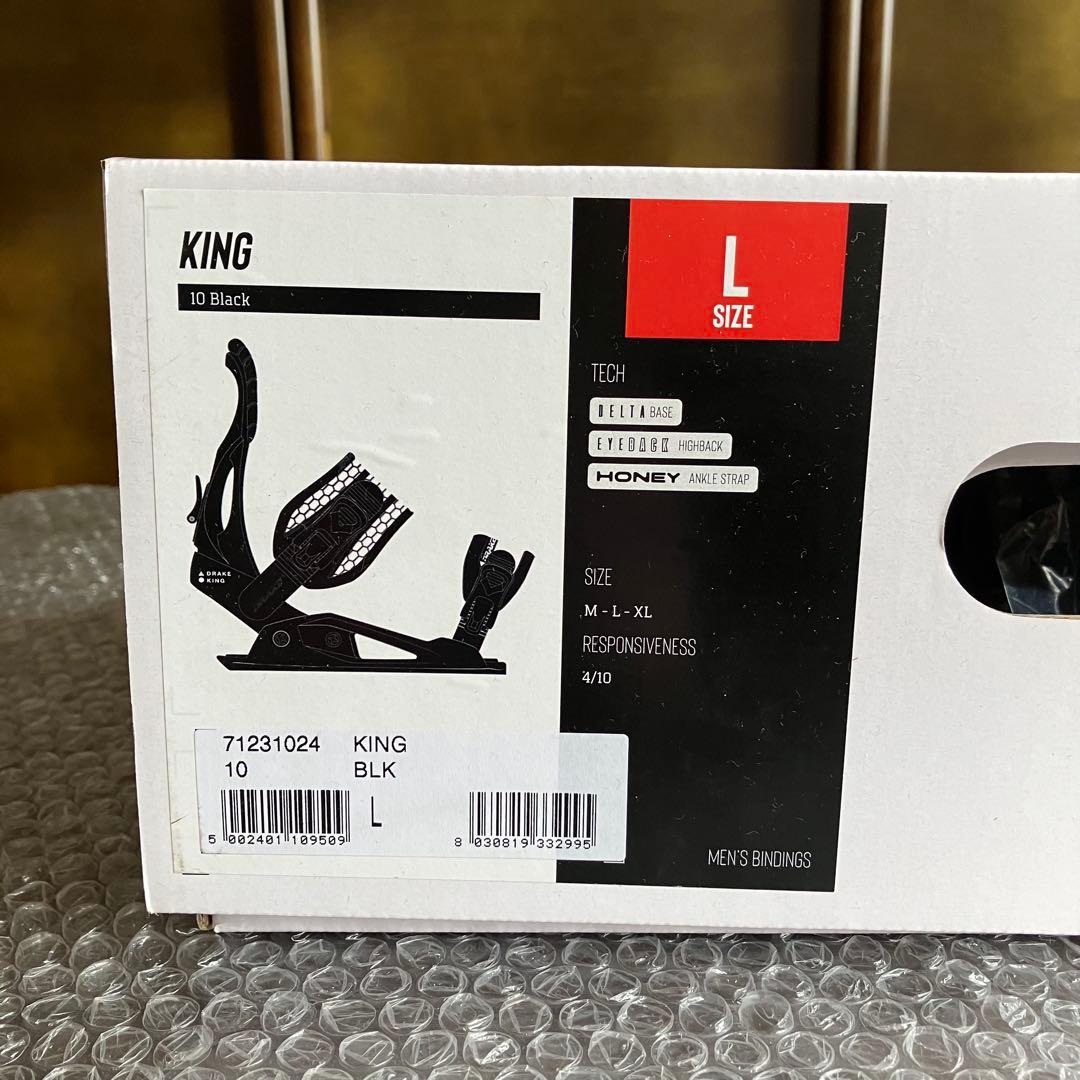 KING
10 Black
DRAKE
KING
L
SIZE
TECH
DELTA BASE
EYEBACK HIGHBACK
HONEY ANKLE STRAP
SIZE
M - L - XL
RESPONSIVENESS
4/10
MEN'S BINDINGS
71231024 KING
10 BLK
L
5 002401 109509
8 030819 332995